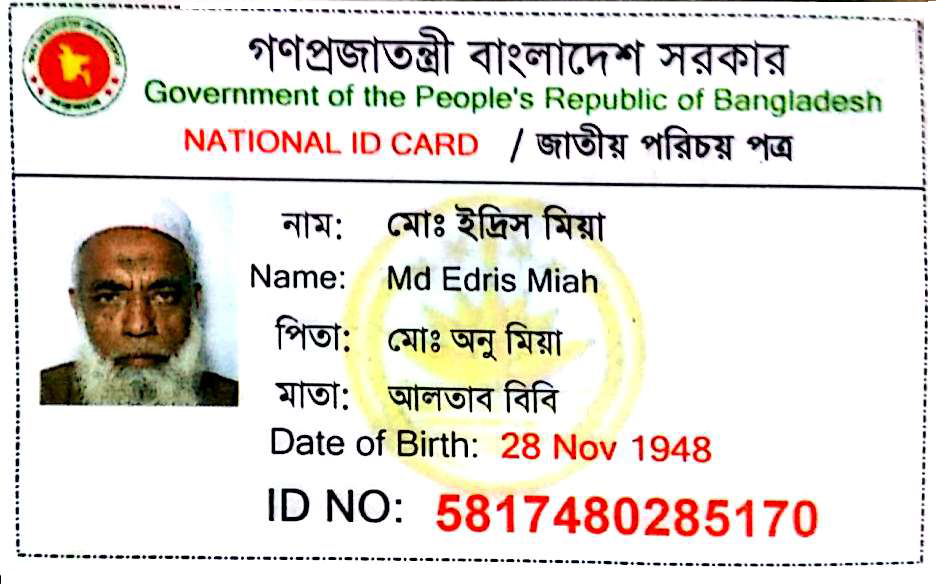 গণপ্রজাতন্ত্রী বাংলাদেশ সরকার
Government of the People's Republic of Bangladesh
NATIONAL ID CARD / জাতীয় পরিচয় পত্র
নাম: মোঃ ইদ্রিস মিয়া
Name: Md Edris Miah
পিতা: মোঃ অনু মিয়া
মাতা: আলতাব বিবি
Date of Birth: 28 Nov 1948
ID NO: 5817480285170